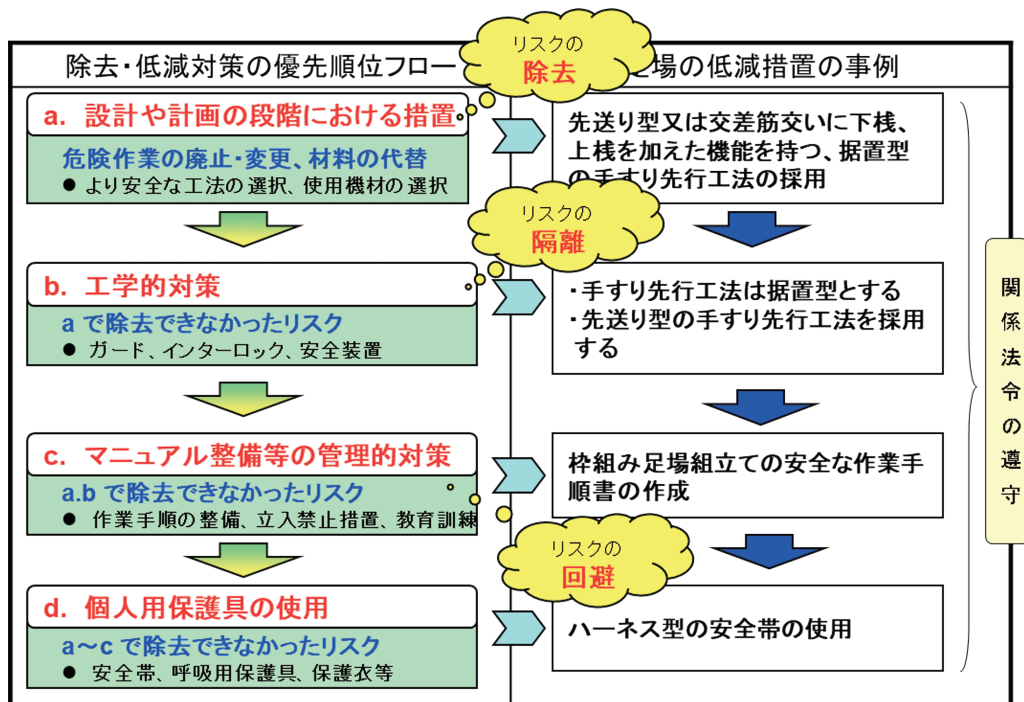 除去・低減対策の優先順位フロー
場の低減措置の事例
リスクの
除去
a. 設計や計画の段階における措置
危険作業の廃止・変更、材料の代替
● より安全な工法の選択、使用機材の選択
先送り型又は交差筋交いに下桟、
上桟を加えた機能を持つ、据置型
の手すり先行工法の採用
リスクの
隔離
b. 工学的対策
a で除去できなかったリスク
● ガード、インターロック、安全装置
・手すり先行工法は据置型とする
・先送り型の手すり先行工法を採用
する
c. マニュアル整備等の管理的対策
a.b で除去できなかったリスク
● 作業手順の整備、立入禁止措置、教育訓練
枠組み足場組立ての安全な作業手
順書の作成
リスクの
回避
d. 個人用保護具の使用
a～c で除去できなかったリスク
● 安全帯、呼吸用保護具、保護衣等
ハーネス型の安全帯の使用
関係法令の遵守